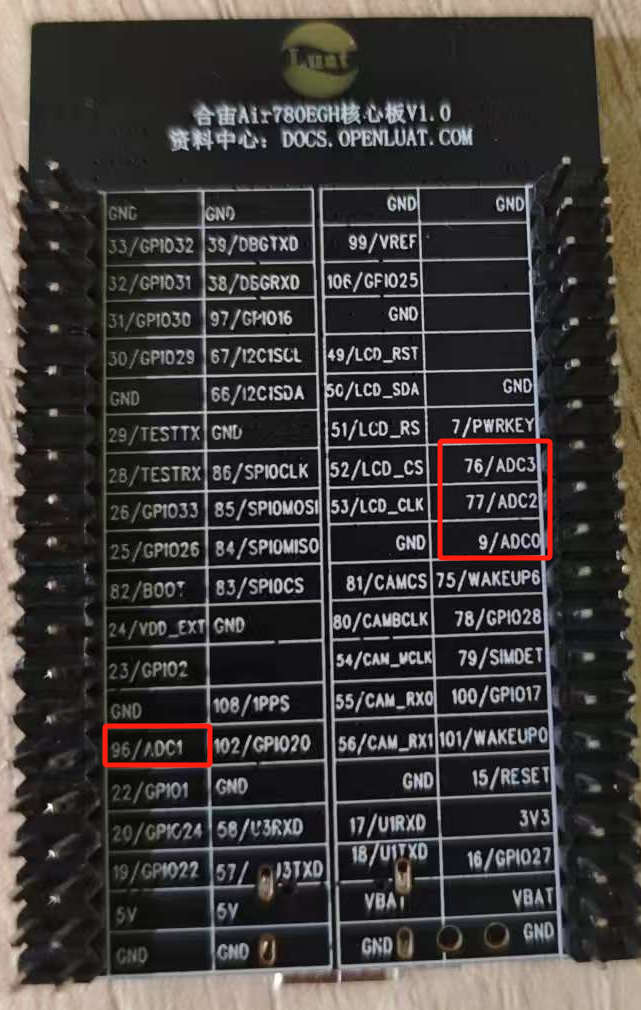 Luat
合宙Air780EGH核心板V1.0
资料中心：DOCS.OPENLUAT.COM
GND GND GND GND
33/GPIO32 39/DBGTXD 99/VREF
32/GPIO31 38/DBGRXD 106/GPIO25
31/GPIO30 97/GPIO16 GND
30/GPIO29 67/I2C1SCL 49/LCD_RST
GND 66/I2C1SDA 50/LCD_SDA GND
29/TESTTX GND 51/LCD_RS 7/PWRKEY
28/TESTRX 86/SPI0CLK 52/LCD_CS 76/ADC3
26/GPIO33 85/SPI0MOSI 53/LCD_CLK 77/ADC2
25/GPIO26 84/SPI0MISO GND 9/ADC0
82/BOOT 83/SPI0CS 81/CAMCS 75/WAKEUP6
24/VDD_EXT GND 80/CAMBCLK 78/GPIO28
23/GPIO2 54/CAM_MCLK 79/SIMDET
GND 108/1PPS 55/CAM_RX0 100/GPIO17
96/ADC1 102/GPIO20 56/CAM_RX1 101/WAKEUP0
22/GPIO1 GND GND 15/RESET
20/GPIO24 58/U3RXD 17/U1RXD 3V3
19/GPIO22 57/U3TXD 18/U1TXD 16/GPIO27
5V 5V VBAT VBAT
GND GND GND GND